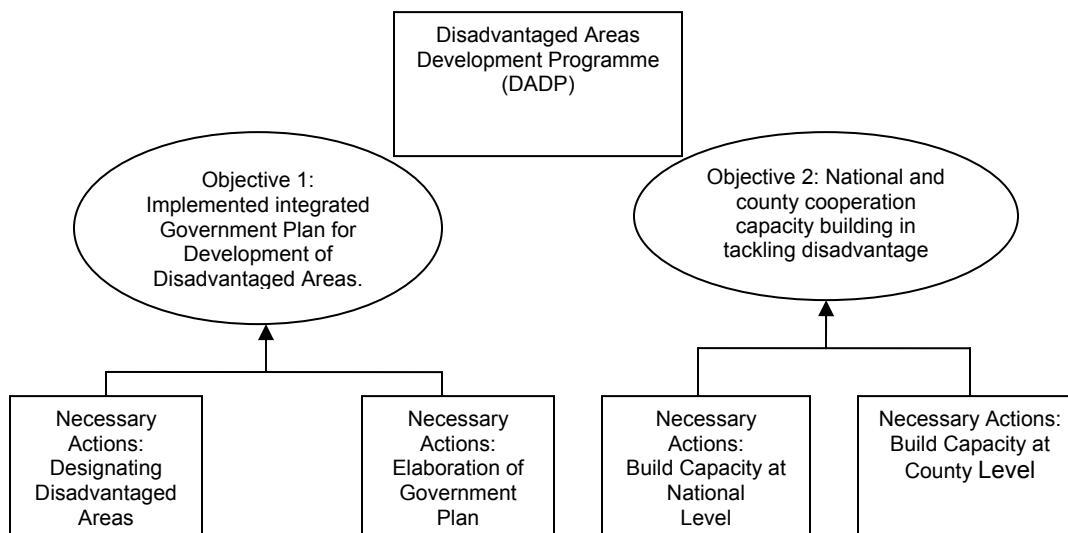 Disadvantaged Areas
Development Programme
(DADP)
Objective 1:
Implemented integrated
Government Plan for
Development of
Disadvantaged Areas.
Objective 2: National and
county cooperation
capacity building in
tackling disadvantage
Necessary
Actions:
Designating
Disadvantaged
Areas
Necessary
Actions:
Elaboration of
Government
Plan
Necessary
Actions:
Build Capacity at
National
Level
Necessary Actions:
Build Capacity at
County Level